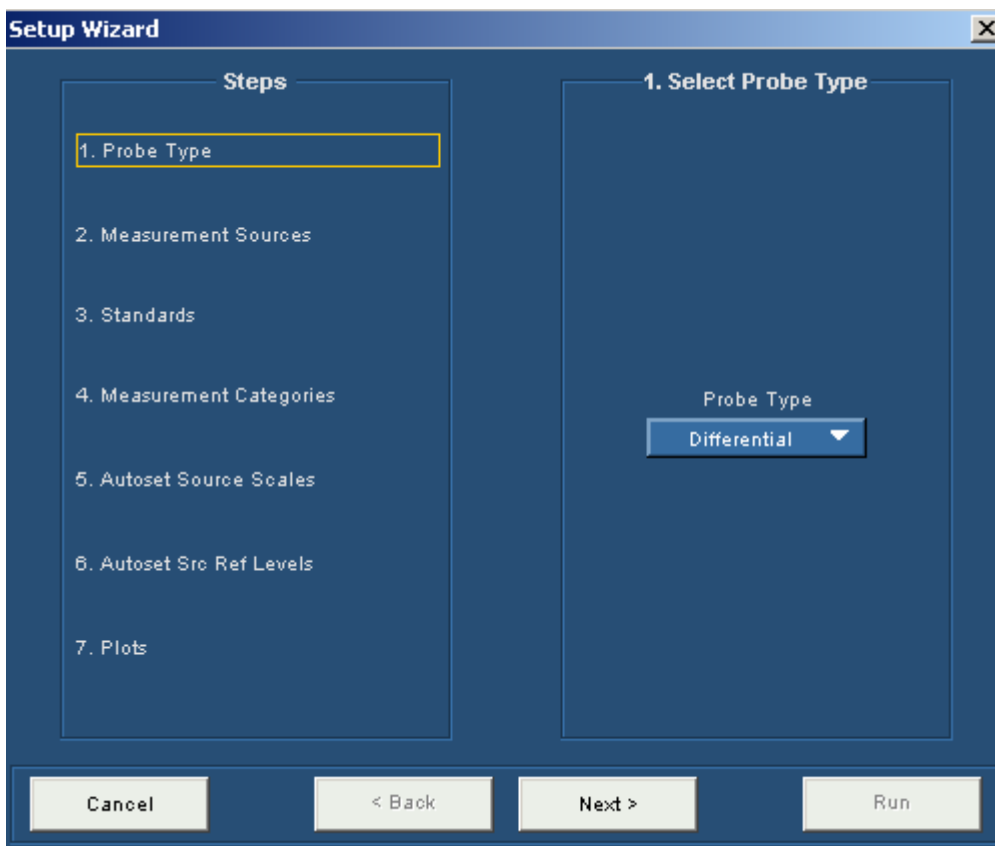 Setup Wizard
Steps
1. Probe Type
2. Measurement Sources
3. Standards
4. Measurement Categories
5. Autoset Source Scales
6. Autoset Src Ref Levels
7. Plots
1. Select Probe Type
Probe Type
Differential
Cancel
< Back
Next >
Run